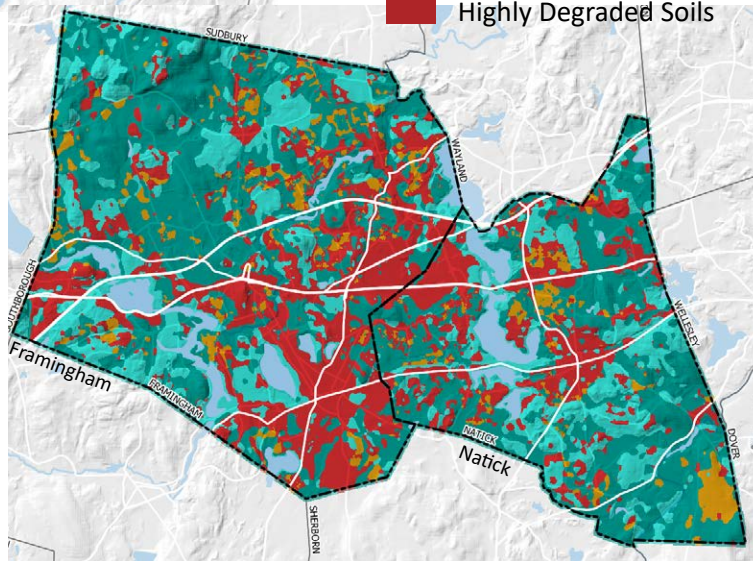 Highly Degraded Soils
SUDBURY
WAYLAND
SOUTHBOROUGH
Framingham
FRAMINGHAM
WELLESLEY
NATICK
Natick
DOVER
SHERBORN